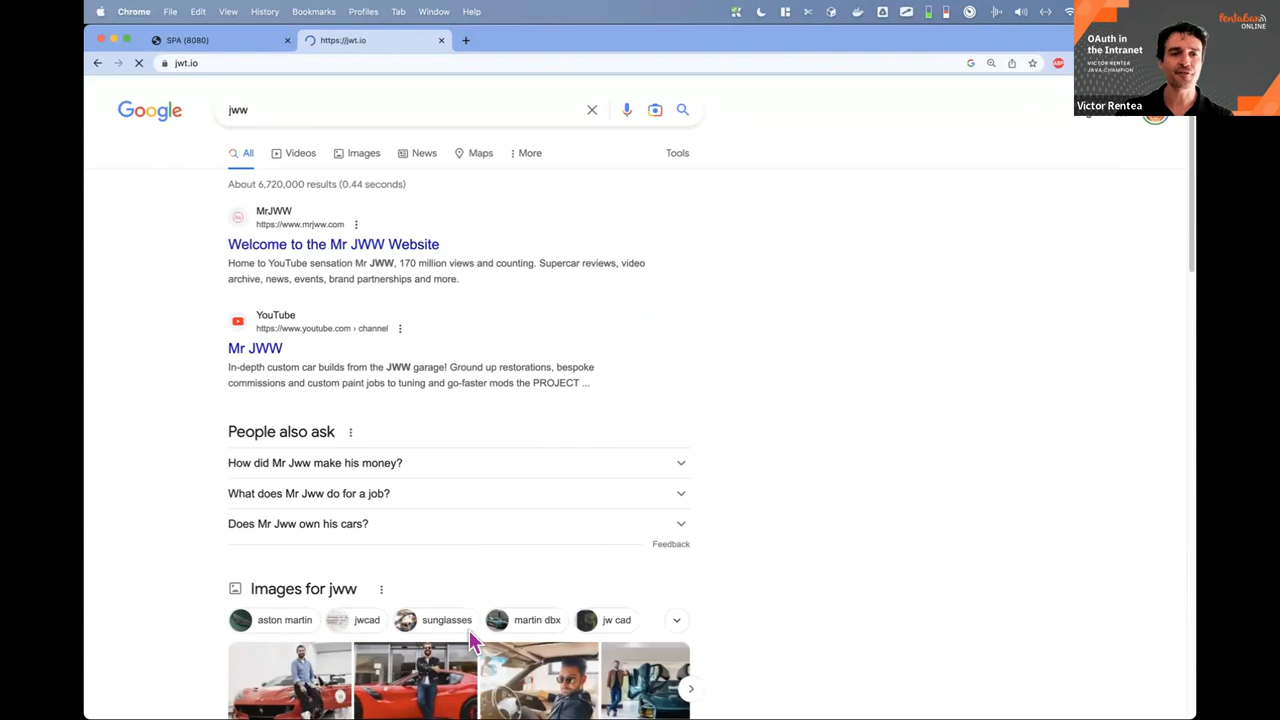 Chrome File Edit View History Bookmarks Profiles Tab Window Help
SPA (8080) https://jwt.io
jwt.io
pentabar
ONLINE
OAuth in
the Intranet
VICTOR RENTEA
JAVA CHAMPION
Victor Rentea
Google jww
All Videos Images News Maps More Tools
About 6,720,000 results (0.44 seconds)
MrJWW
https://www.mrjww.com
Welcome to the Mr JWW Website
Home to YouTube sensation Mr JWW, 170 million views and counting. Supercar reviews, video
archive, news, events, brand partnerships and more.
YouTube
https://www.youtube.com › channel
Mr JWW
In-depth custom car builds from the JWW garage! Ground up restorations, bespoke
commissions and custom paint jobs to tuning and go-faster mods the PROJECT ...
People also ask
How did Mr Jww make his money?
What does Mr Jww do for a job?
Does Mr Jww own his cars?
Feedback
Images for jww
aston martin jwcad sunglasses martin dbx jw cad